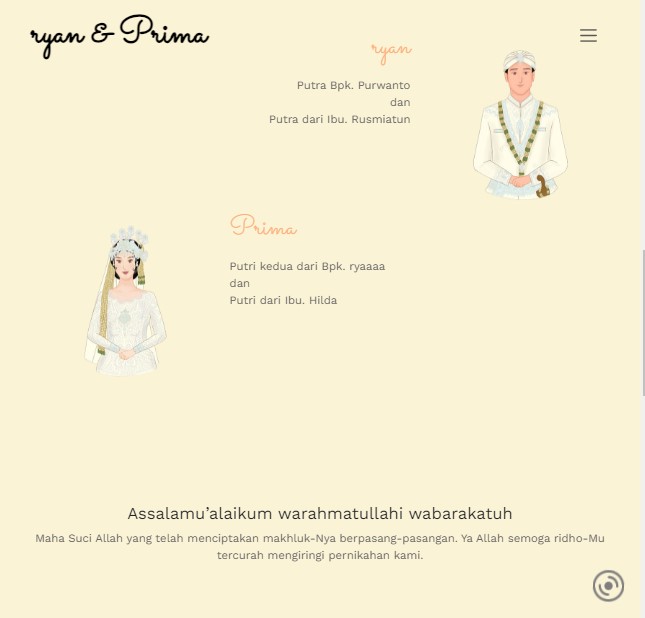 ryan & Prima
ryan
Putra Bpk. Purwanto
dan
Putra dari Ibu. Rusmiatun
Prima
Putri kedua dari Bpk. ryaaaa
dan
Putri dari Ibu. Hilda
Assalamu’alaikum warahmatullahi wabarakatuh
Maha Suci Allah yang telah menciptakan makhluk-Nya berpasang-pasangan. Ya Allah semoga ridho-Mu
tercurah mengiringi pernikahan kami.